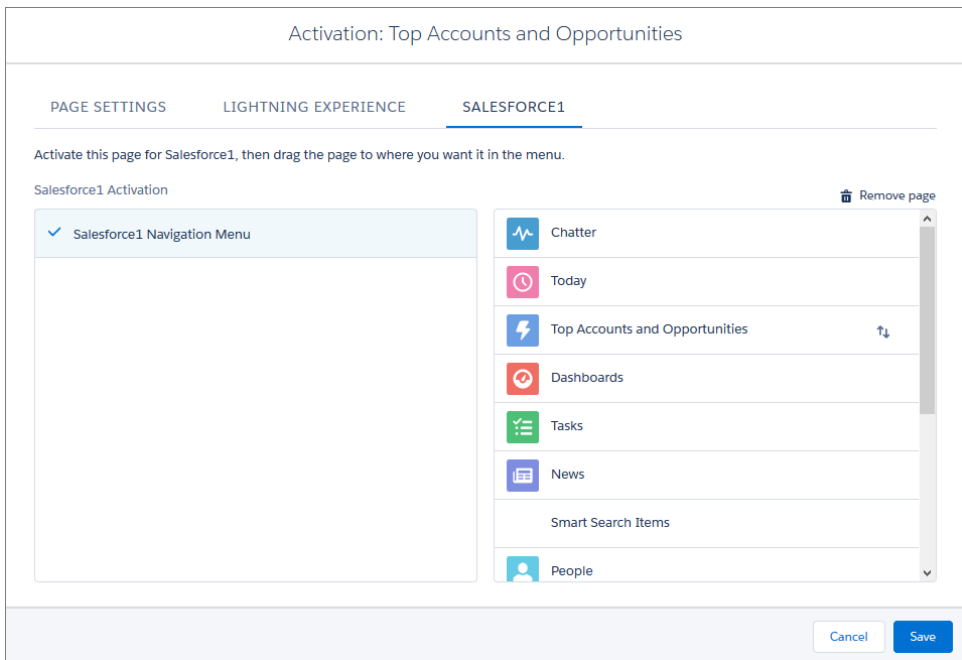 Activation: Top Accounts and Opportunities
PAGE SETTINGS
LIGHTNING EXPERIENCE
SALESFORCE1
Activate this page for Salesforce1, then drag the page to where you want it in the menu.
Salesforce1 Activation
Remove page
Salesforce1 Navigation Menu
Chatter
Today
Top Accounts and Opportunities
Dashboards
Tasks
News
Smart Search Items
People
Cancel
Save